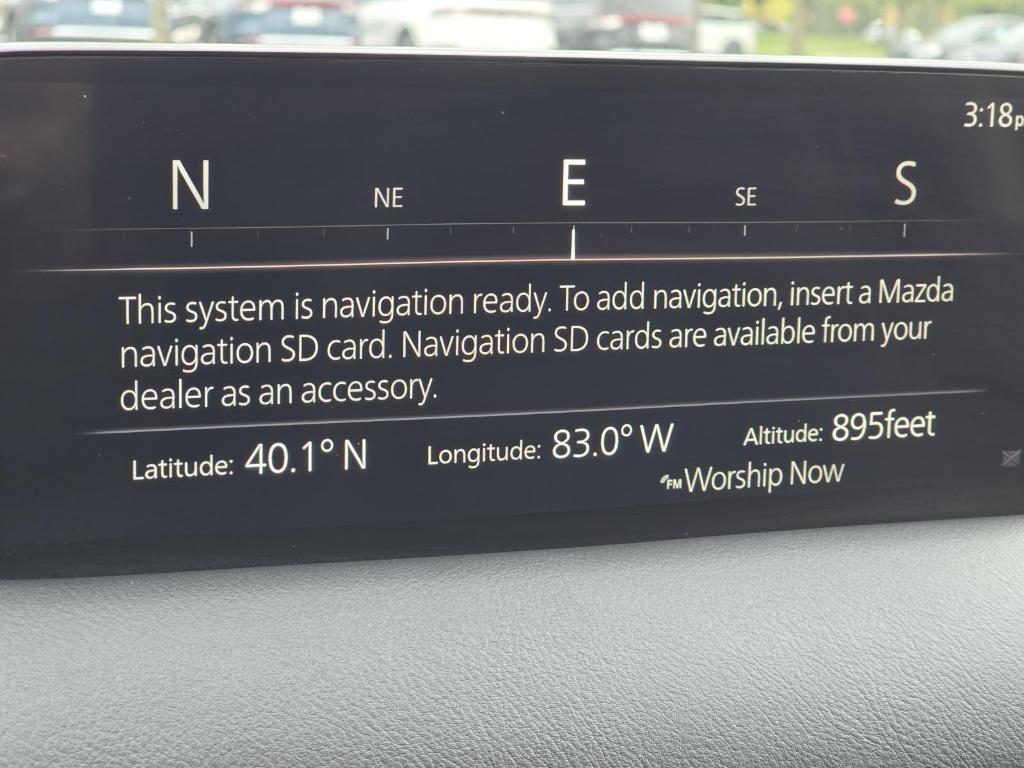 3:18p
N NE E SE S
This system is navigation ready. To add navigation, insert a Mazda
navigation SD card. Navigation SD cards are available from your
dealer as an accessory.
Latitude: 40.1° N Longitude: 83.0° W Altitude: 895feet
FM Worship Now